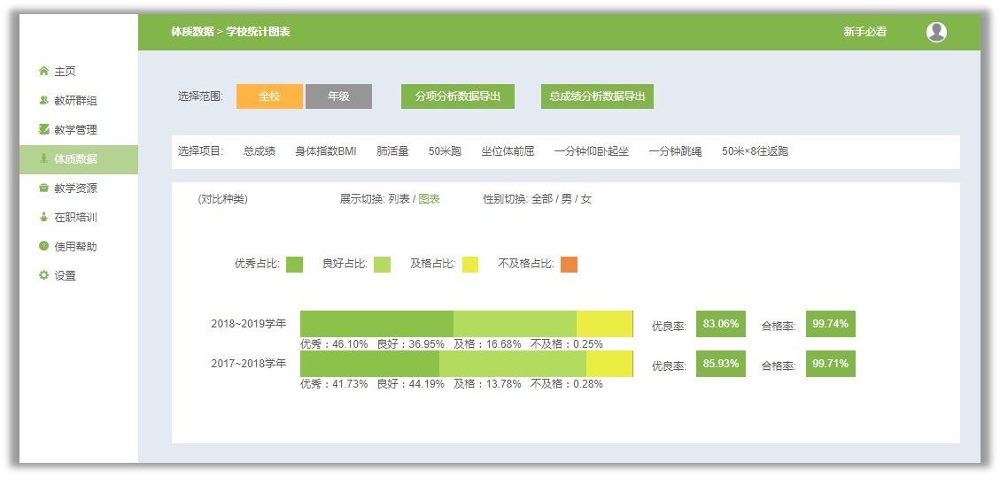 体质数据 > 学校统计图表 新手必看
主页
教研群组
教学管理
体质数据
教学资源
在职培训
使用帮助
设置
选择范围: 全校 年级 分项分析数据导出 总成绩分析数据导出
选择项目: 总成绩 身体指数BMI 肺活量 50米跑 坐位体前屈 一分钟仰卧起坐 一分钟跳绳 50米×8往返跑
(对比种类) 展示切换: 列表 / 图表 性别切换: 全部 / 男 / 女
优秀占比: 良好占比: 及格占比: 不及格占比:
2018~2019学年 优良率: 83.06% 合格率: 99.74%
优秀：46.10% 良好：36.95% 及格：16.68% 不及格：0.25%
2017~2018学年 优良率: 85.93% 合格率: 99.71%
优秀：41.73% 良好：44.19% 及格：13.78% 不及格：0.28%